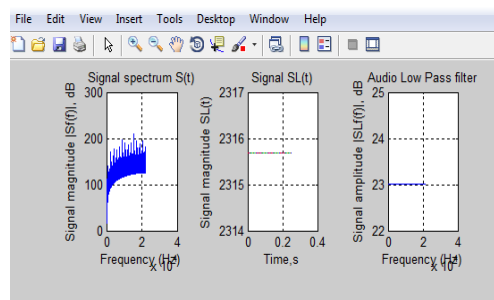 File Edit View Insert Tools Desktop Window Help
Signal spectrum S(t)
Signal magnitude |Sf(f)|, dB
300
200
100
0
0 2 4
Frequency (Hz)
Signal SL(t)
Signal magnitude SL(t)
2317
2316
2315
2314
0 0.2 0.4
Time,s
Audio Low Pass filter
Signal amplitude |SLf(f)|, dB
25
24
23
22
0 2 4
Frequency (Hz)